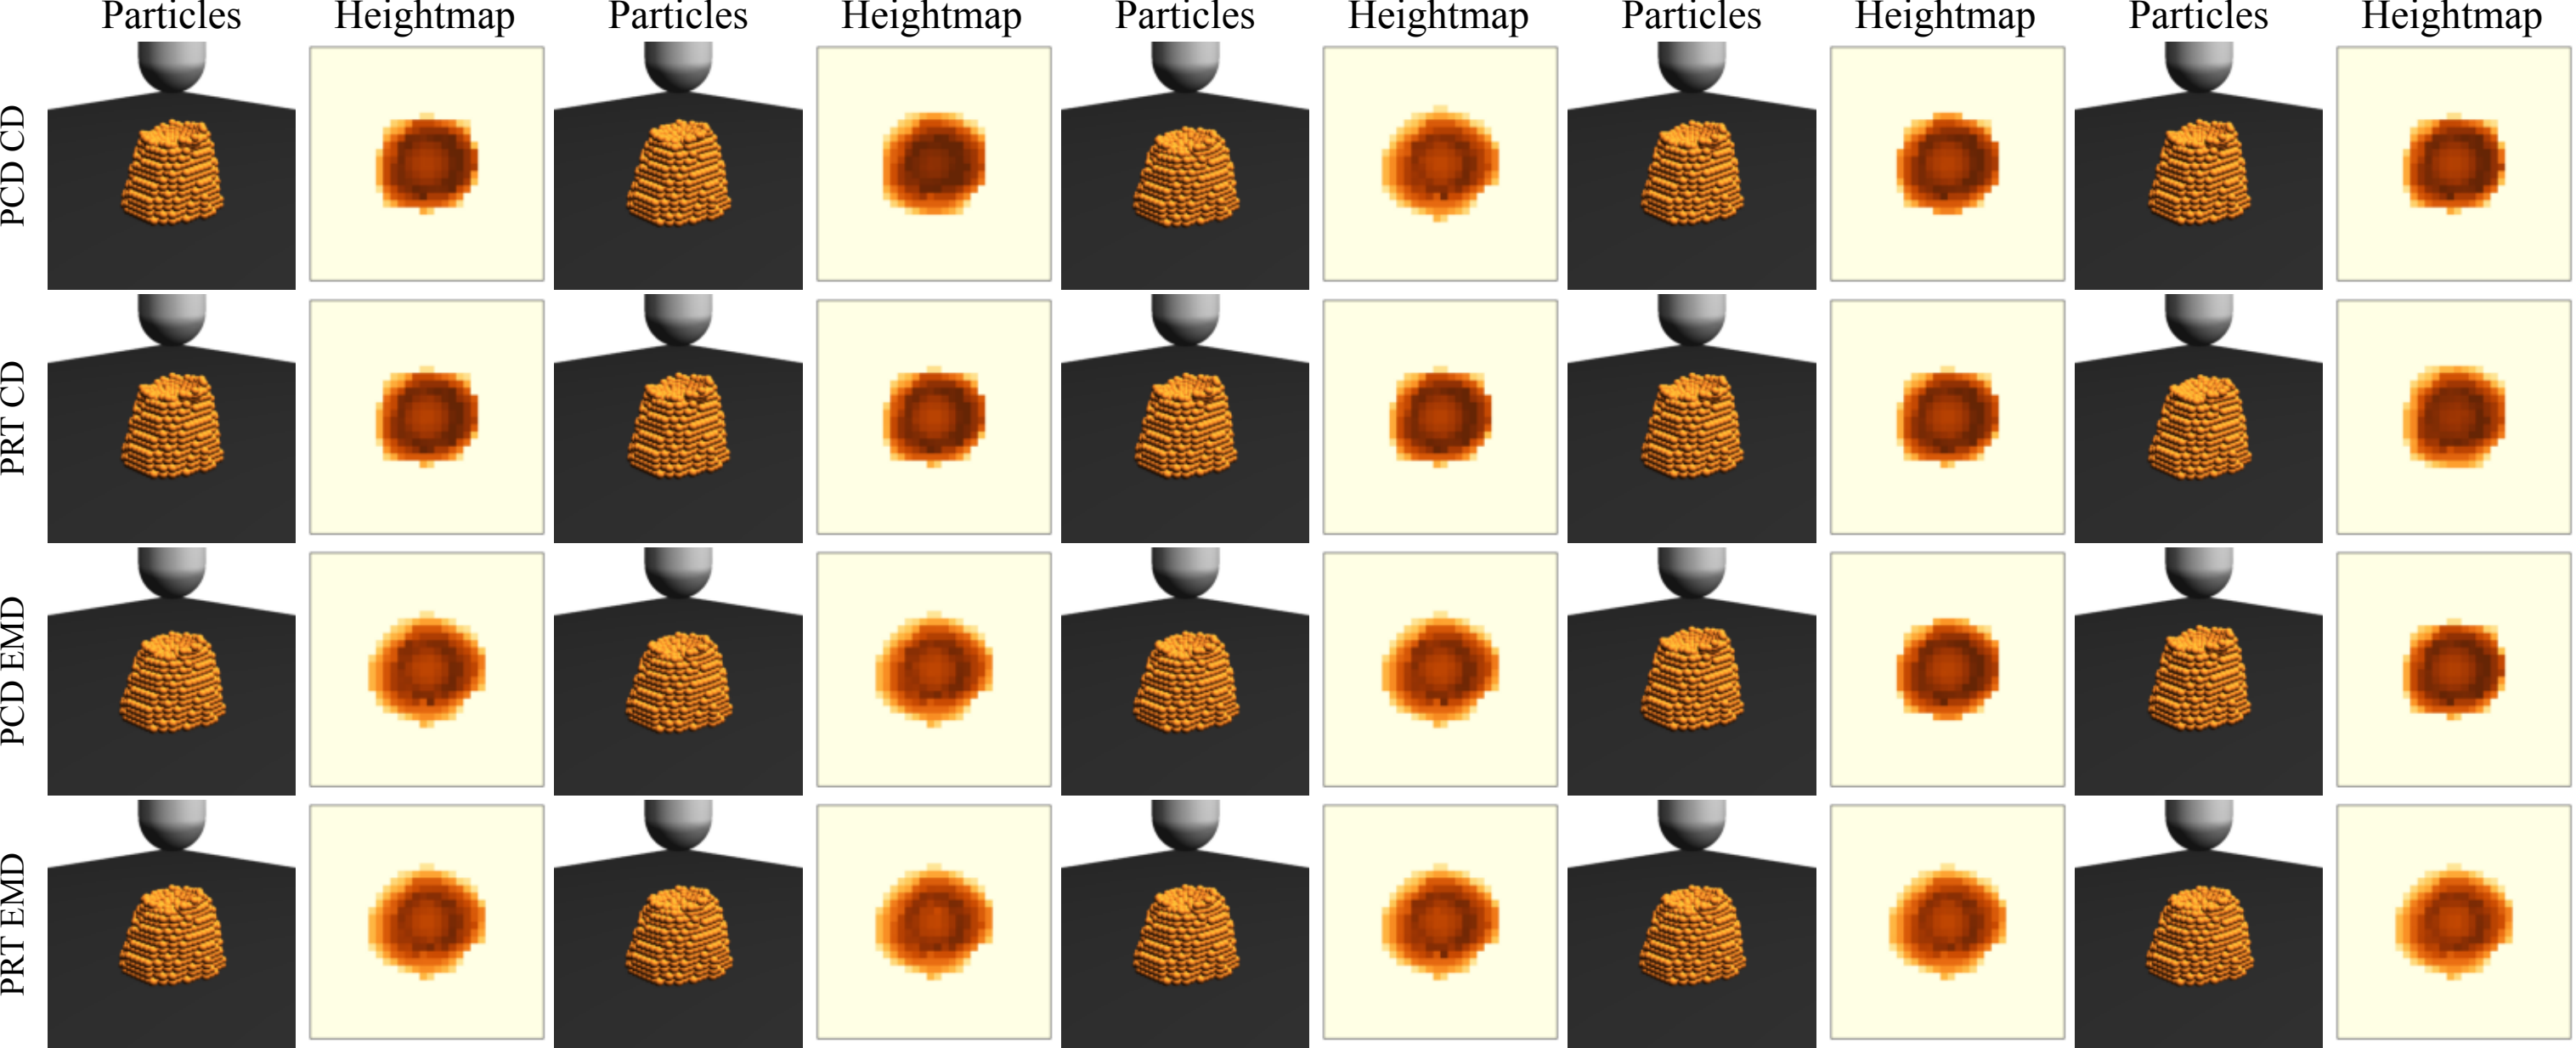 Particles Heightmap Particles Heightmap Particles Heightmap Particles Heightmap Particles Heightmap
PCD CD
PRT CD
PCD EMD
PRT EMD